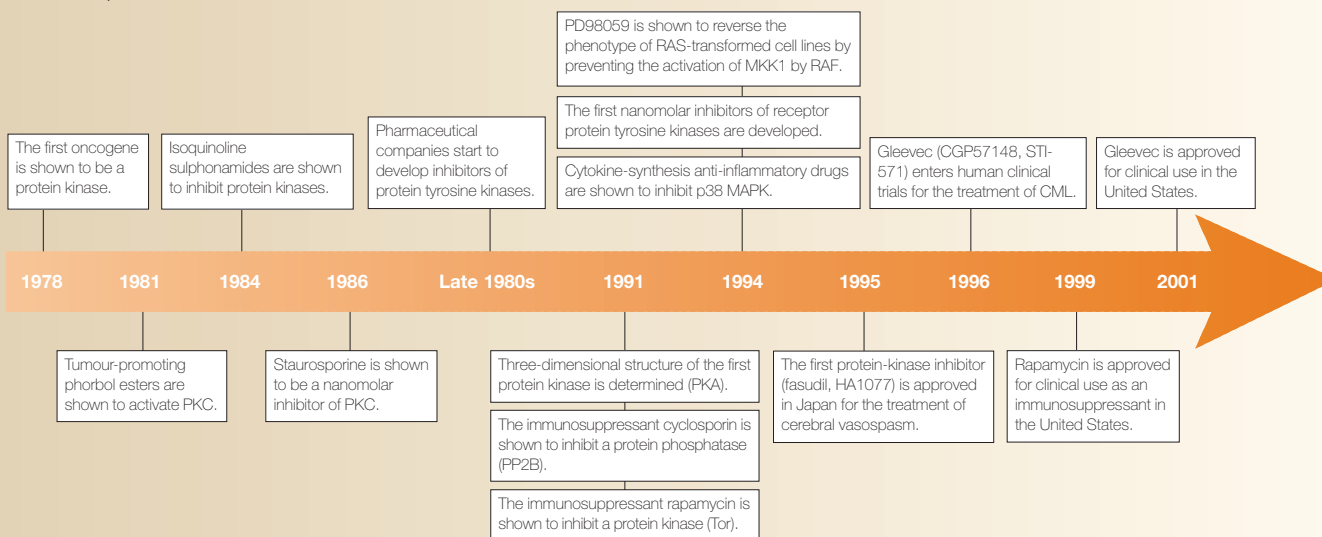 PD98059 is shown to reverse the
phenotype of RAS-transformed cell lines by
preventing the activation of MKK1 by RAF.
The first nanomolar inhibitors of receptor
protein tyrosine kinases are developed.
Cytokine-synthesis anti-inflammatory drugs
are shown to inhibit p38 MAPK.
The first oncogene
is shown to be a
protein kinase.
Isoquinoline
sulphonamides are shown
to inhibit protein kinases.
Pharmaceutical
companies start to
develop inhibitors of
protein tyrosine kinases.
Gleevec (CGP57148, STI-
571) enters human clinical
trials for the treatment of CML.
Gleevec is approved
for clinical use in the
United States.
1978 1981 1984 1986 Late 1980s 1991 1994 1995 1996 1999 2001
Tumour-promoting
phorbol esters are
shown to activate PKC.
Staurosporine is shown
to be a nanomolar
inhibitor of PKC.
Three-dimensional structure of the first
protein kinase is determined (PKA).
The immunosuppressant cyclosporin is
shown to inhibit a protein phosphatase
(PP2B).
The immunosuppressant rapamycin is
shown to inhibit a protein kinase (Tor).
The first protein-kinase inhibitor
(fasudil, HA1077) is approved
in Japan for the treatment of
cerebral vasospasm.
Rapamycin is approved
for clinical use as an
immunosuppressant in
the United States.